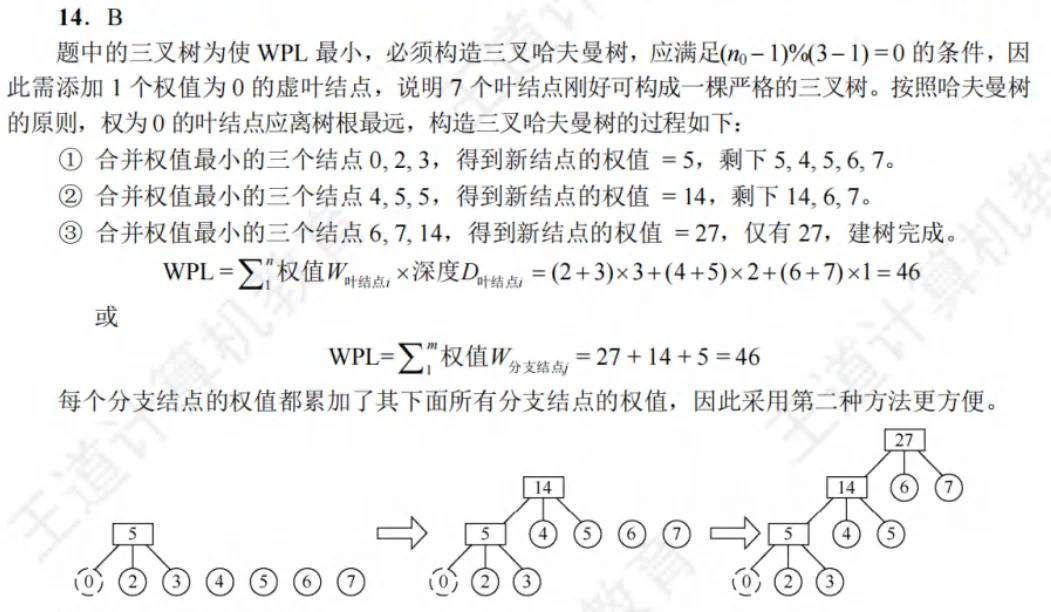 14. B
题中的三叉树为使 WPL 最小，必须构造三叉哈夫曼树，应满足(n₀−1)%(3−1)=0 的条件，因
此需添加 1 个权值为 0 的虚叶结点，说明 7 个叶结点刚好可构成一棵严格的三叉树。按照哈夫曼树
的原则，权为 0 的叶结点应离树根最远，构造三叉哈夫曼树的过程如下：
① 合并权值最小的三个结点 0, 2, 3，得到新结点的权值 = 5，剩下 5, 4, 5, 6, 7。
② 合并权值最小的三个结点 4, 5, 5，得到新结点的权值 = 14，剩下 14, 6, 7。
③ 合并权值最小的三个结点 6, 7, 14，得到新结点的权值 = 27，仅有 27，建树完成。
WPL = ∑₁ⁿ 权值W叶结点i ×深度D叶结点i = (2+3)×3+(4+5)×2+(6+7)×1 = 46
或
WPL=∑₁ᵐ 权值W分支结点j = 27 + 14 + 5 = 46
每个分支结点的权值都累加了其下面所有分支结点的权值，因此采用第二种方法更方便。
5
0 2 3 4 5 6 7
14
5 4 5 6 7
0 2 3
27
14 6 7
5 4 5
0 2 3
王道计算机教育